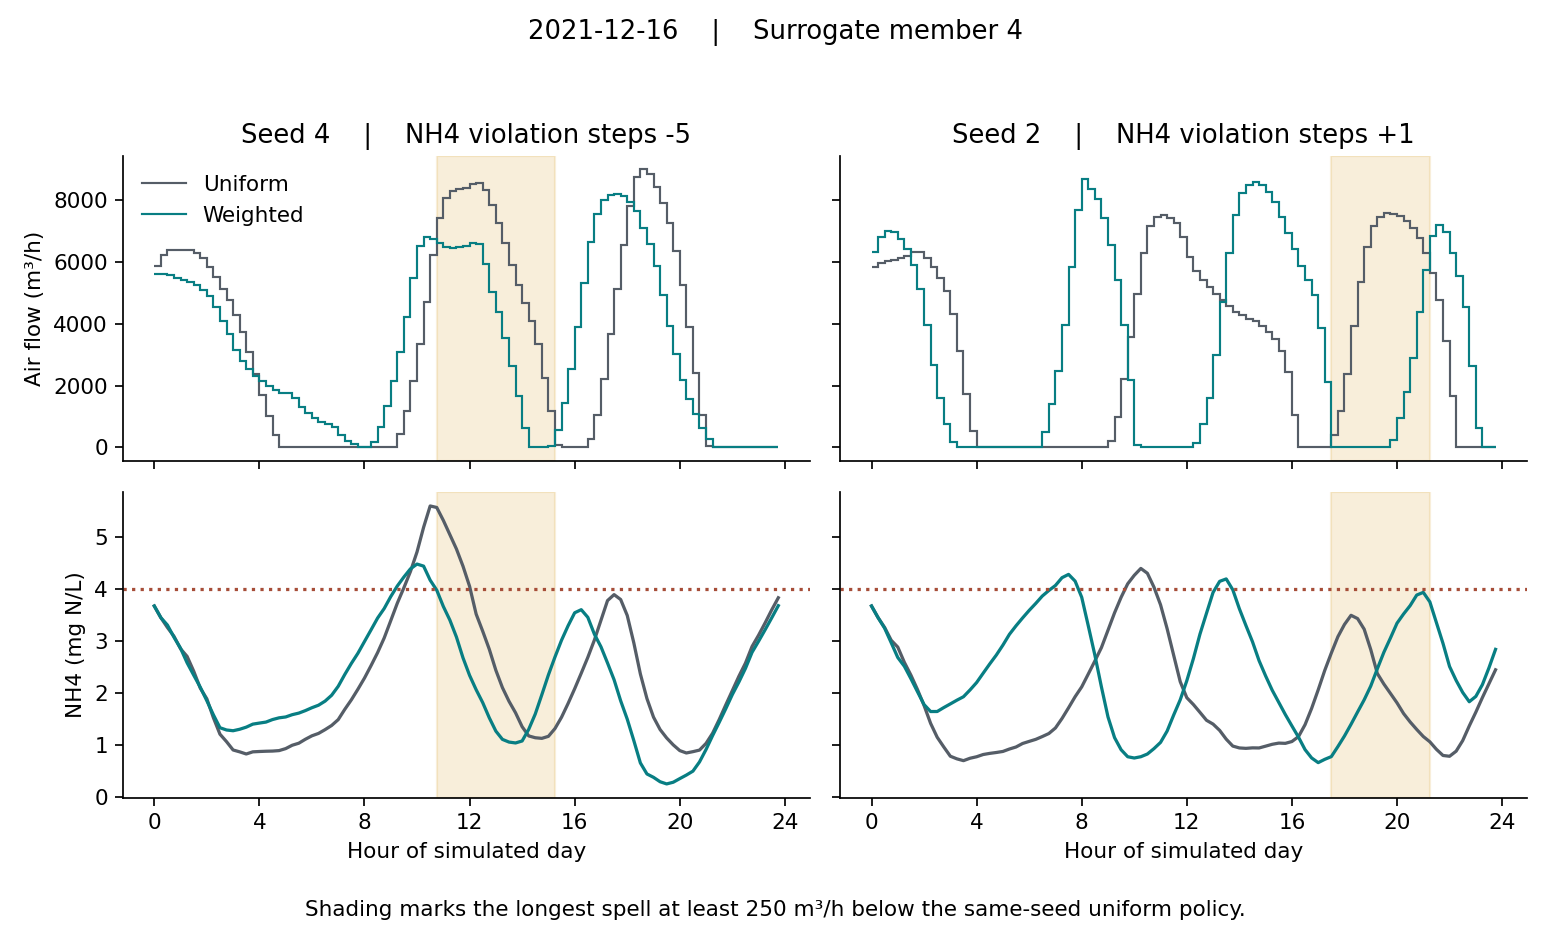 2021-12-16 | Surrogate member 4
Seed 4 | NH4 violation steps -5
Seed 2 | NH4 violation steps +1
Uniform
Weighted
Air flow (m³/h)
8000
6000
4000
2000
0
NH4 (mg N/L)
5
4
3
2
1
0
0 4 8 12 16 20 24
0 4 8 12 16 20 24
Hour of simulated day
Hour of simulated day
Shading marks the longest spell at least 250 m³/h below the same-seed uniform policy.